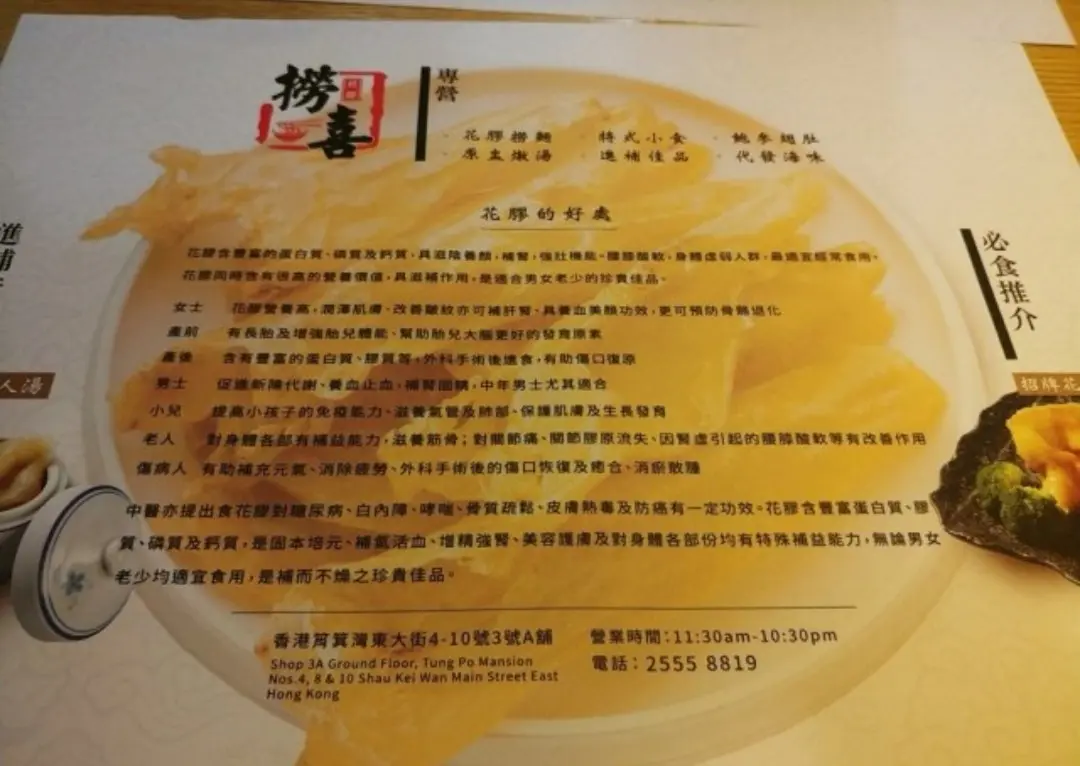 撈喜
專營
· 花膠撈麵 · 特式小食 · 鮑參翅肚
· 原盅燉湯 · 進補佳品 · 代發海味
花膠的好處
花膠含豐富的蛋白質、磷質及鈣質，具滋陰養顏，補腎，強壯機能。腰膝酸軟，身體虛弱人群，最適宜經常食用。
花膠同時含有很高的營養價值，具滋補作用，是適合男女老少的珍貴佳品。
女士 花膠營養高，潤澤肌膚、改善皺紋亦可補肝腎、具養血美顏功效，更可預防骨骼退化
產前 有長胎及增強胎兒體能、幫助胎兒大腦更好的發育原素
產後 含有豐富的蛋白質、膠質等，外科手術後進食，有助傷口復原
男士 促進新陳代謝、養血止血，補腎固精，中年男士尤其適合
小兒 提高小孩子的免疫能力、滋養氣管及肺部、保護肌膚及生長發育
老人 對身體各部有補益能力，滋養筋骨；對關節痛、關節膠原流失、因腎虛引起的腰膝酸軟等有改善作用
傷病人 有助補充元氣、消除疲勞、外科手術後的傷口恢復及癒合、消瘀散腫
中醫亦提出食花膠對糖尿病、白內障、哮喘、骨質疏鬆、皮膚熱毒及防癌有一定功效。花膠含豐富蛋白質、膠
質、磷質及鈣質，是固本培元、補氣活血、增精強腎、美容護膚及對身體各部份均有特殊補益能力，無論男女
老少均適宜食用，是補而不燥之珍貴佳品。
香港筲箕灣東大街4-10號3號A舖
Shop 3A Ground Floor, Tung Po Mansion
Nos.4, 8 & 10 Shau Kei Wan Main Street East
Hong Kong
營業時間：11:30am-10:30pm
電話：2555 8819
必食推介
招牌花
進補
人湯